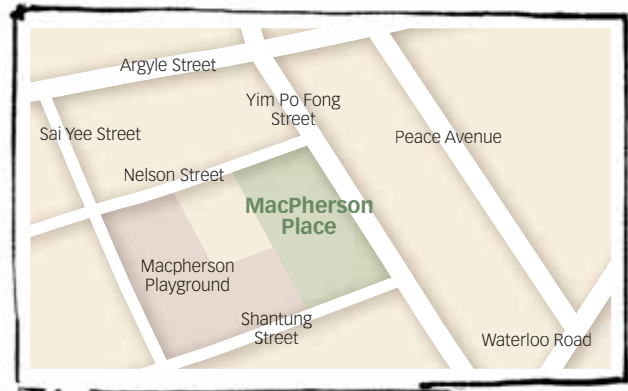 Argyle Street
Yim Po Fong
Street
Sai Yee Street
Peace Avenue
Nelson Street
MacPherson
Place
Macpherson
Playground
Shantung
Street
Waterloo Road